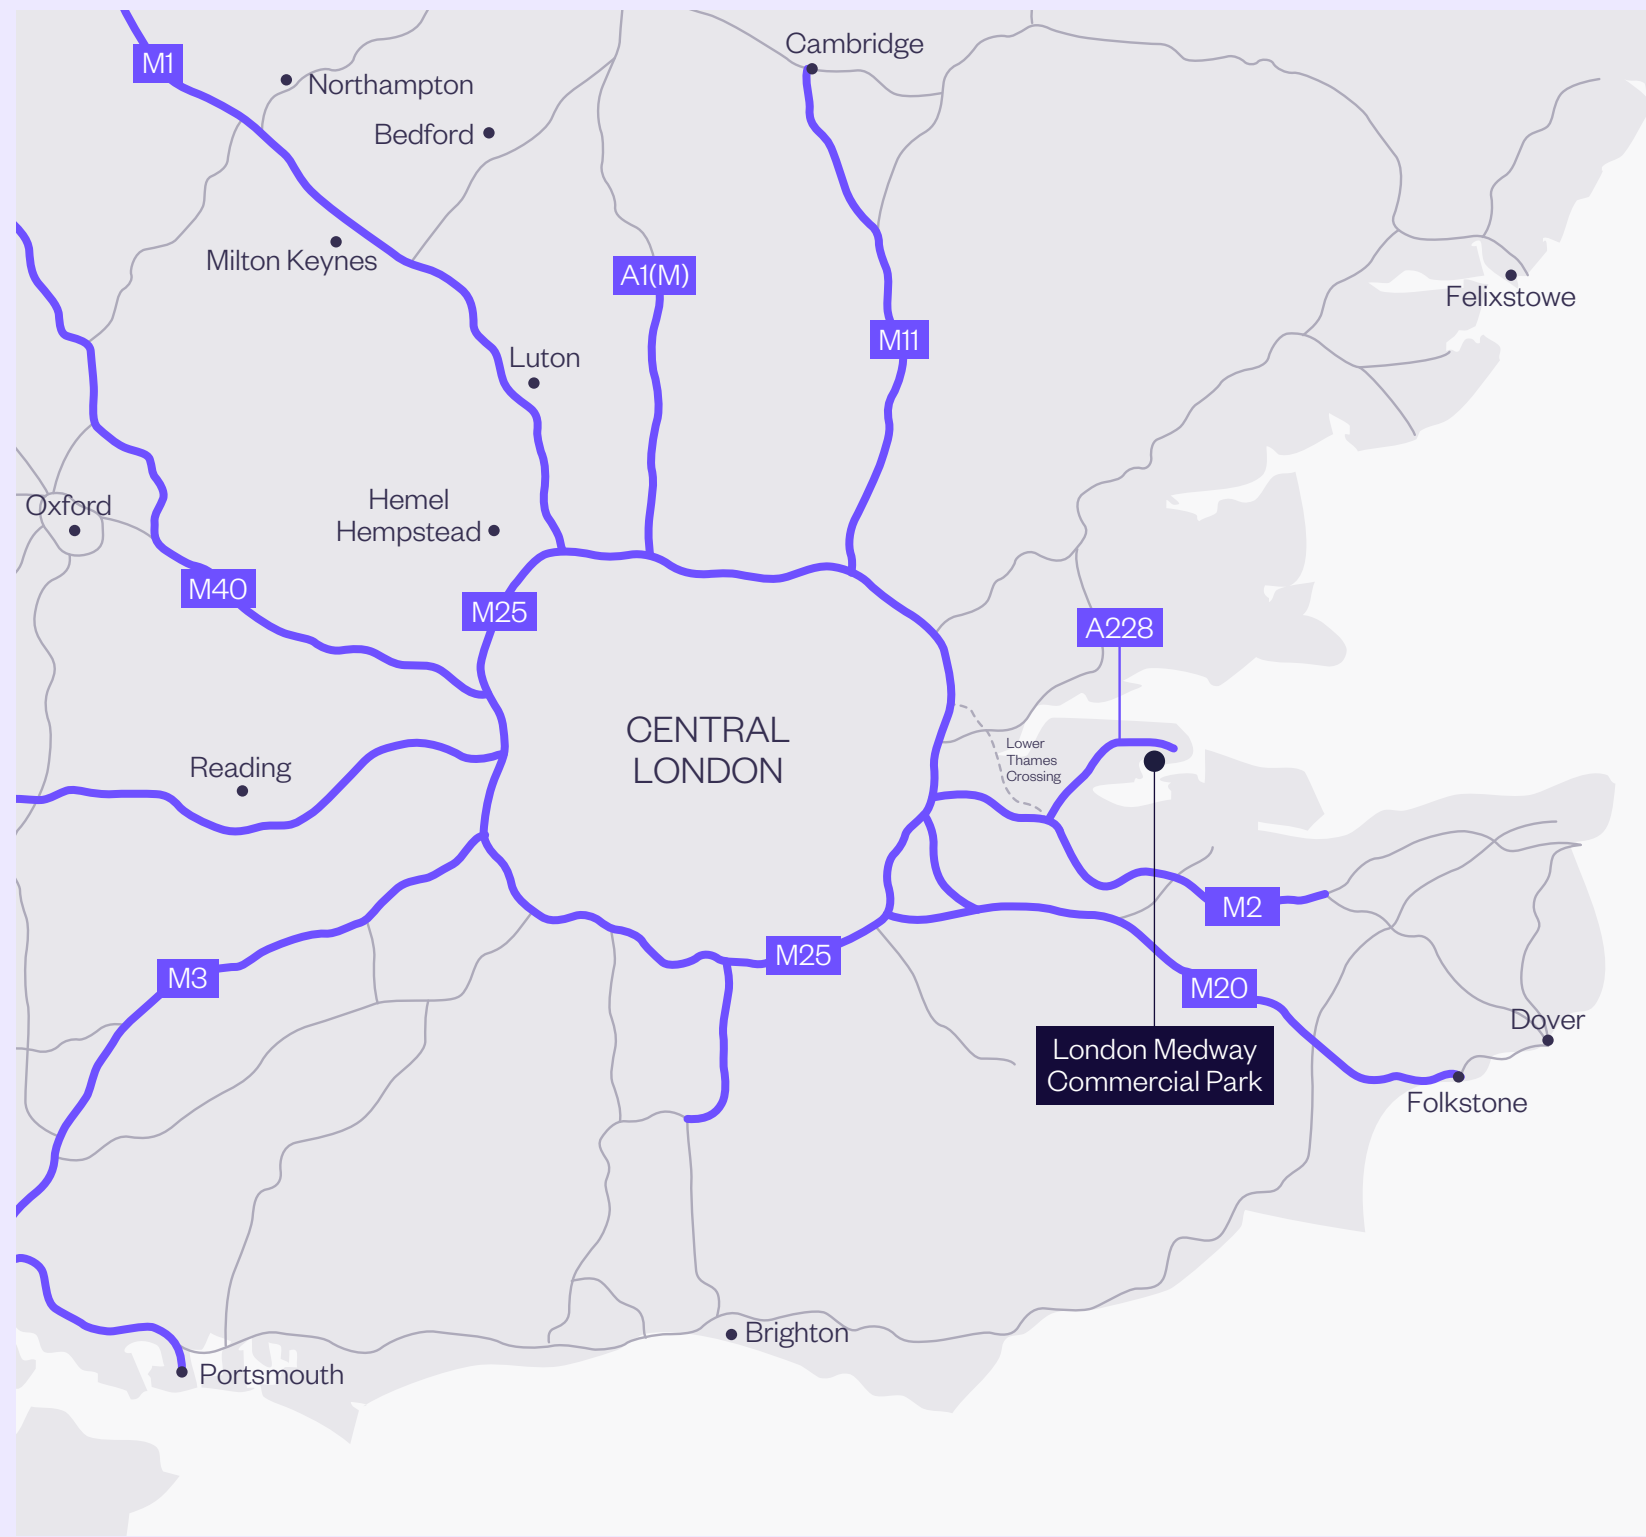 Cambridge
M1
Northampton
Bedford
Milton Keynes
A1(M)
Felixstowe
M11
Luton
Hemel
Hempstead
Oxford
M40
M25
A228
CENTRAL
LONDON
Lower
Thames
Crossing
Reading
M2
M25
M3
M20
Dover
London Medway
Commercial Park
Folkstone
Brighton
Portsmouth